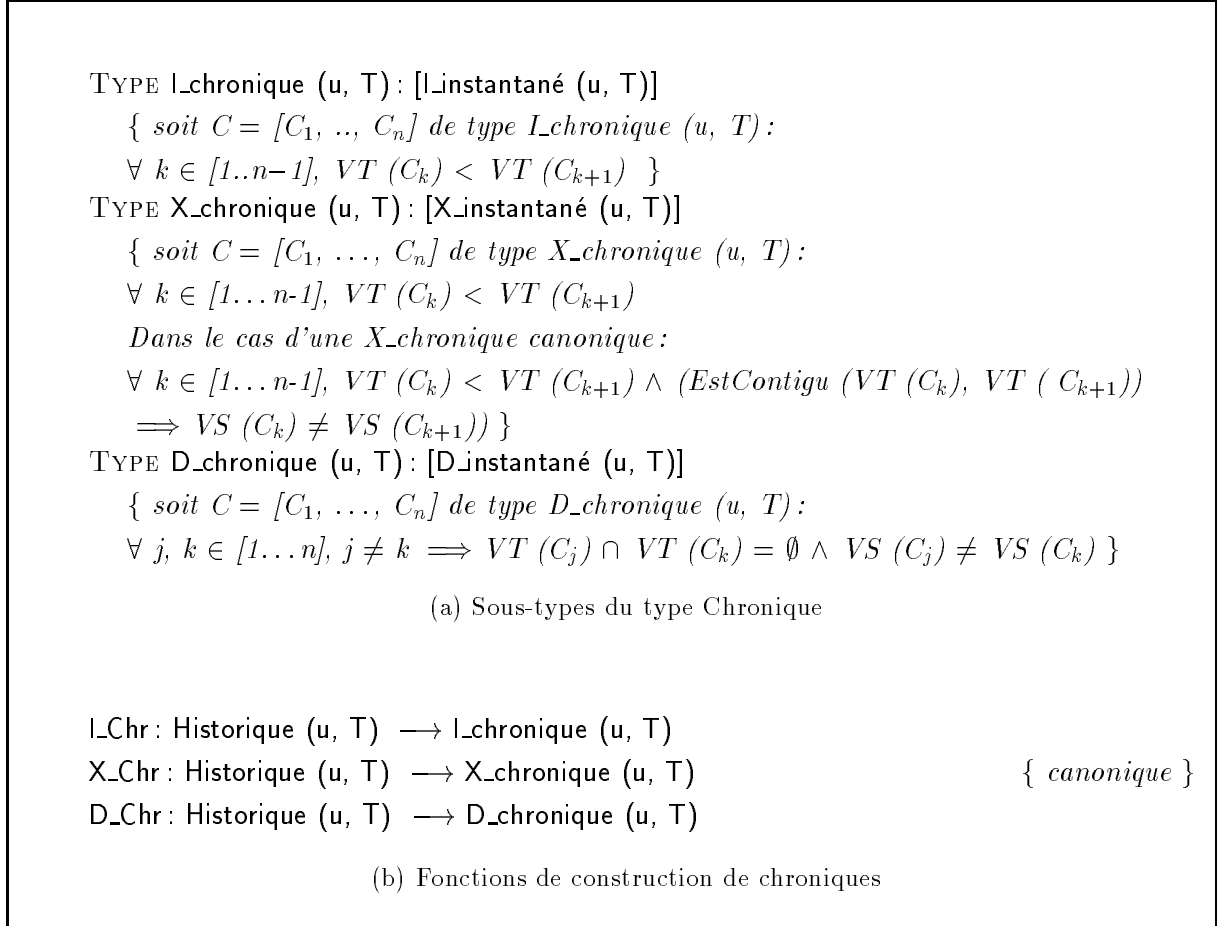 TYPE I_chronique (u, T) : [I_instantané (u, T)]
{ soit C = [C₁, .., Cₙ] de type I_chronique (u, T) :
∀ k ∈ [1..n−1], VT (Cₖ) < VT (Cₖ₊₁) }
TYPE X_chronique (u, T) : [X_instantané (u, T)]
{ soit C = [C₁, ..., Cₙ] de type X_chronique (u, T) :
∀ k ∈ [1...n-1], VT (Cₖ) < VT (Cₖ₊₁)
Dans le cas d'une X_chronique canonique :
∀ k ∈ [1...n-1], VT (Cₖ) < VT (Cₖ₊₁) ∧ (EstContigu (VT (Cₖ), VT ( Cₖ₊₁))
⟹ VS (Cₖ) ≠ VS (Cₖ₊₁)) }
TYPE D_chronique (u, T) : [D_instantané (u, T)]
{ soit C = [C₁, ..., Cₙ] de type D_chronique (u, T) :
∀ j, k ∈ [1...n], j ≠ k ⟹ VT (Cⱼ) ∩ VT (Cₖ) = ∅ ∧ VS (Cⱼ) ≠ VS (Cₖ) }
(a) Sous-types du type Chronique
I_Chr : Historique (u, T) ⟶ I_chronique (u, T)
X_Chr : Historique (u, T) ⟶ X_chronique (u, T) { canonique }
D_Chr : Historique (u, T) ⟶ D_chronique (u, T)
(b) Fonctions de construction de chroniques